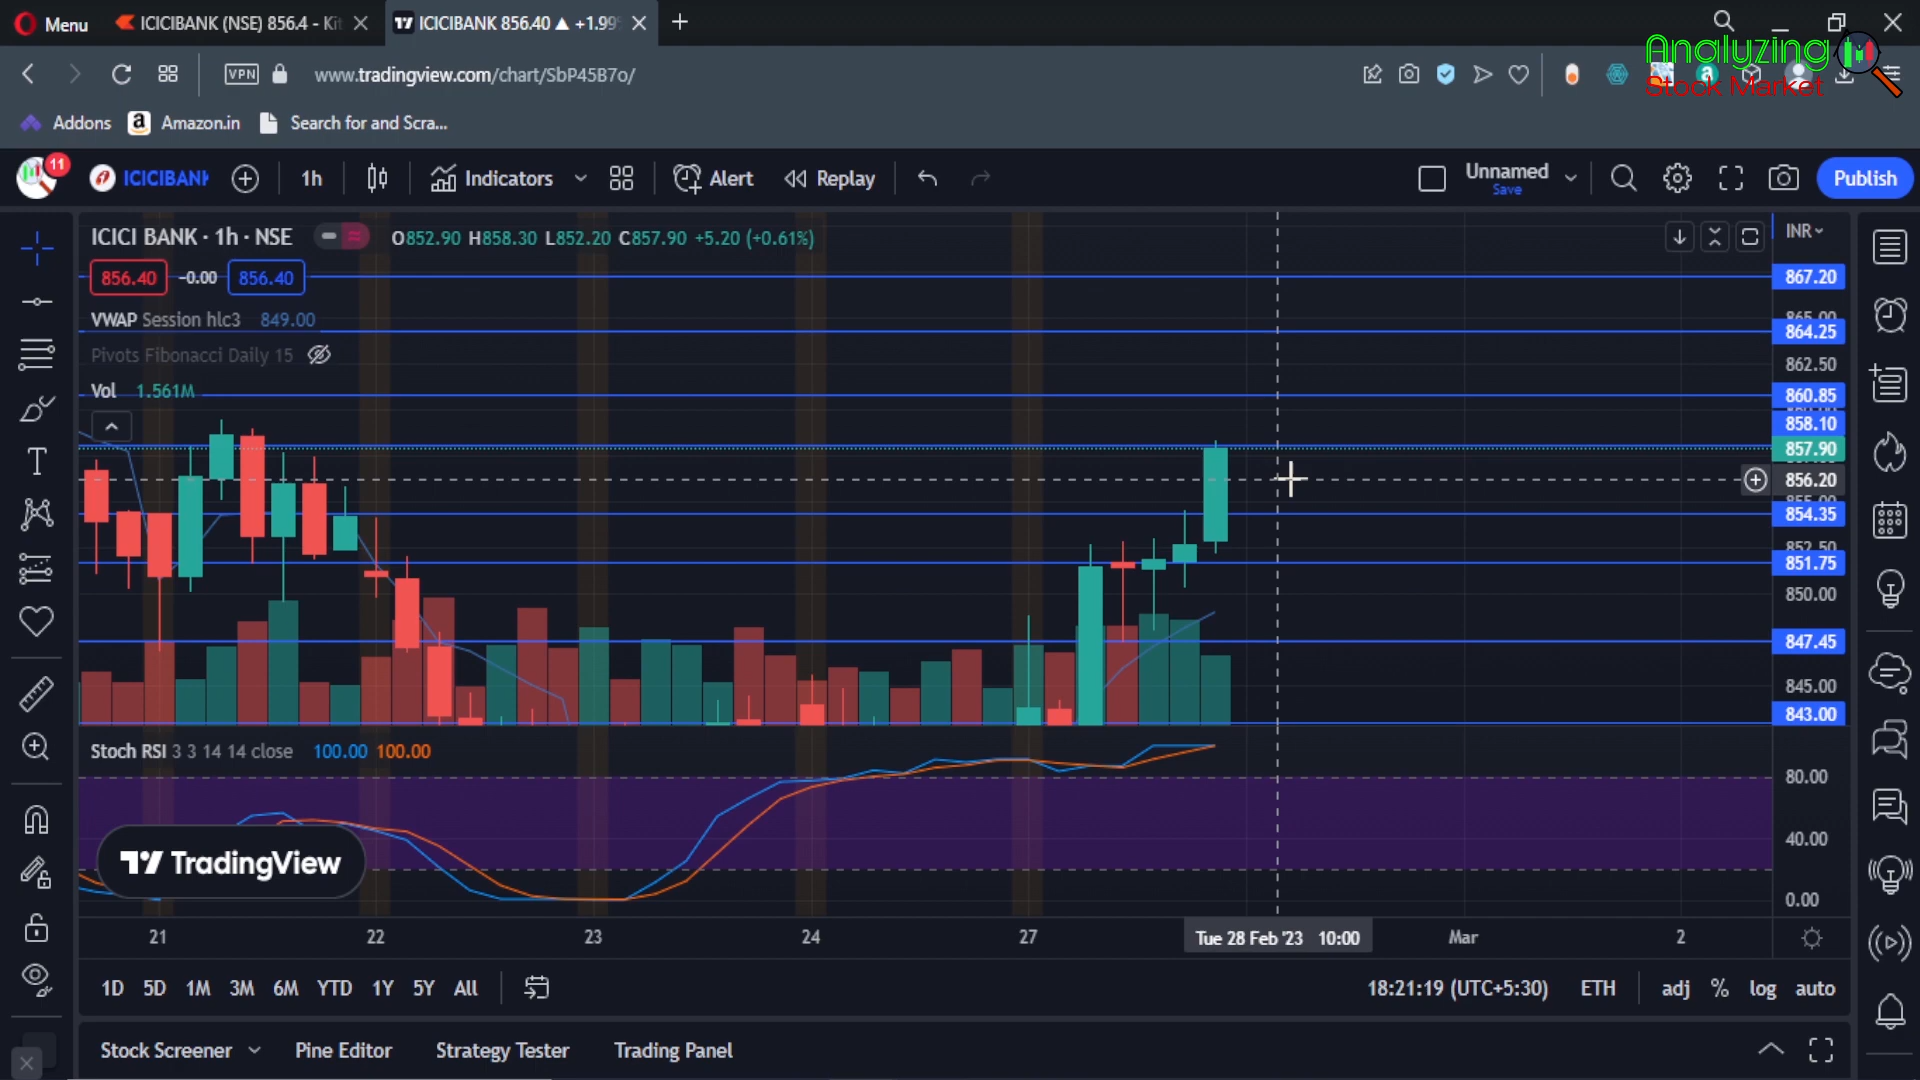 Menu
ICICIBANK (NSE) 856.4 - Kit
ICICIBANK 856.40 ▲ +1.99%
VPN
www.tradingview.com/chart/SbP45B7o/
Analyzing
Stock Market
Addons
Amazon.in
Search for and Scra...
11
ICICIBANK
1h
Indicators
Alert
Replay
Unnamed
Save
Publish
ICICI BANK · 1h · NSE
O852.90 H858.30 L852.20 C857.90 +5.20 (+0.61%)
INR
856.40 -0.00 856.40
VWAP Session hlc3 849.00
Pivots Fibonacci Daily 15
Vol 1.561M
867.20
865.00
864.25
862.50
860.85
858.10
857.90
856.20
855.00
854.35
852.50
851.75
850.00
847.45
845.00
843.00
Stoch RSI 3 3 14 14 close 100.00 100.00
80.00
40.00
0.00
TradingView
21 22 23 24 27 Tue 28 Feb '23 10:00 Mar 2
1D 5D 1M 3M 6M YTD 1Y 5Y All
18:21:19 (UTC+5:30) ETH adj % log auto
Stock Screener Pine Editor Strategy Tester Trading Panel